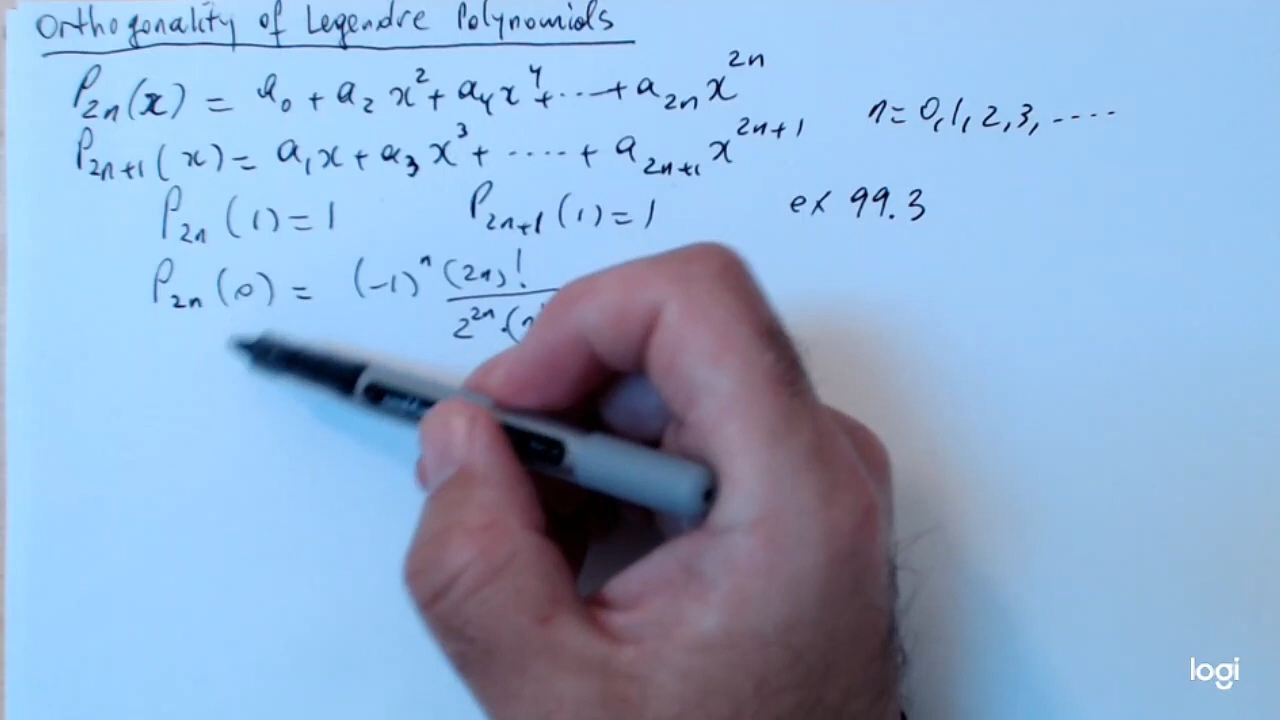 Orthogonality of Legendre Polynomials
P_{2n}(x) = a_0 + a_2 x^2 + a_4 x^4 + ... + a_{2n} x^{2n}
n = 0, 1, 2, 3, ....
P_{2n+1}(x) = a_1 x + a_3 x^3 + .... + a_{2n+1} x^{2n+1}
P_{2n}(1) = 1 P_{2n+1}(1) = 1 ex 99.3
P_{2n}(0) = (-1)^n (2n)!
2^{2n} · (n
logi